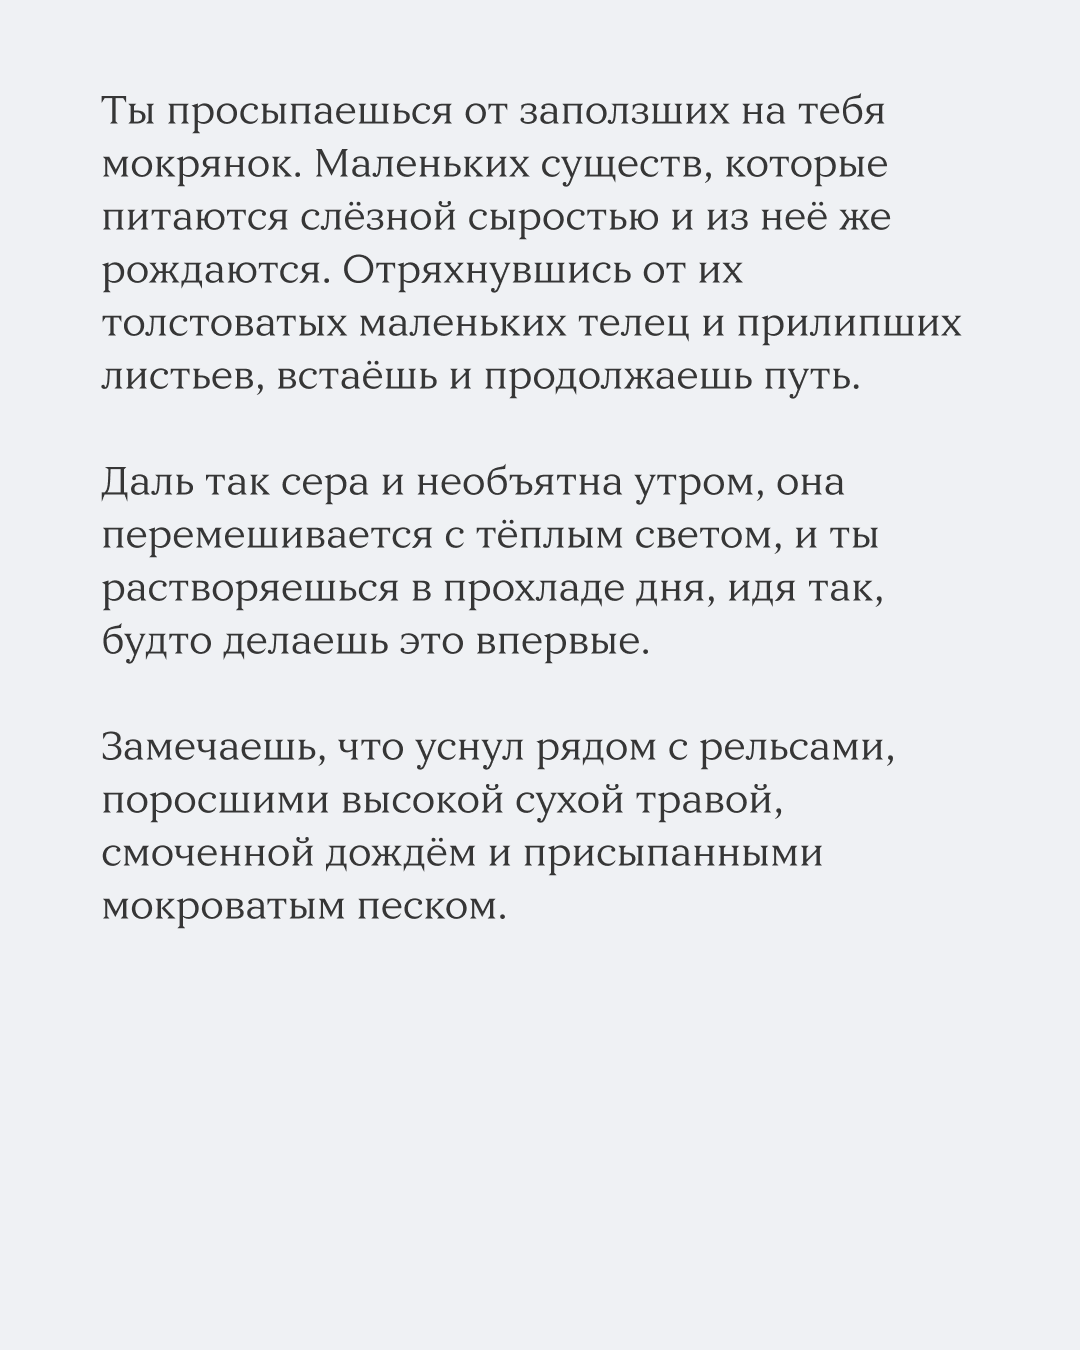 Ты просыпаешься от заползших на тебя
мокрянок. Маленьких существ, которые
питаются слёзной сыростью и из неё же
рождаются. Отряхнувшись от их
толстоватых маленьких телец и прилипших
листьев, встаёшь и продолжаешь путь.

Даль так сера и необъятна утром, она
перемешивается с тёплым светом, и ты
растворяешься в прохладе дня, идя так,
будто делаешь это впервые.

Замечаешь, что уснул рядом с рельсами,
поросшими высокой сухой травой,
смоченной дождём и присыпанными
мокроватым песком.